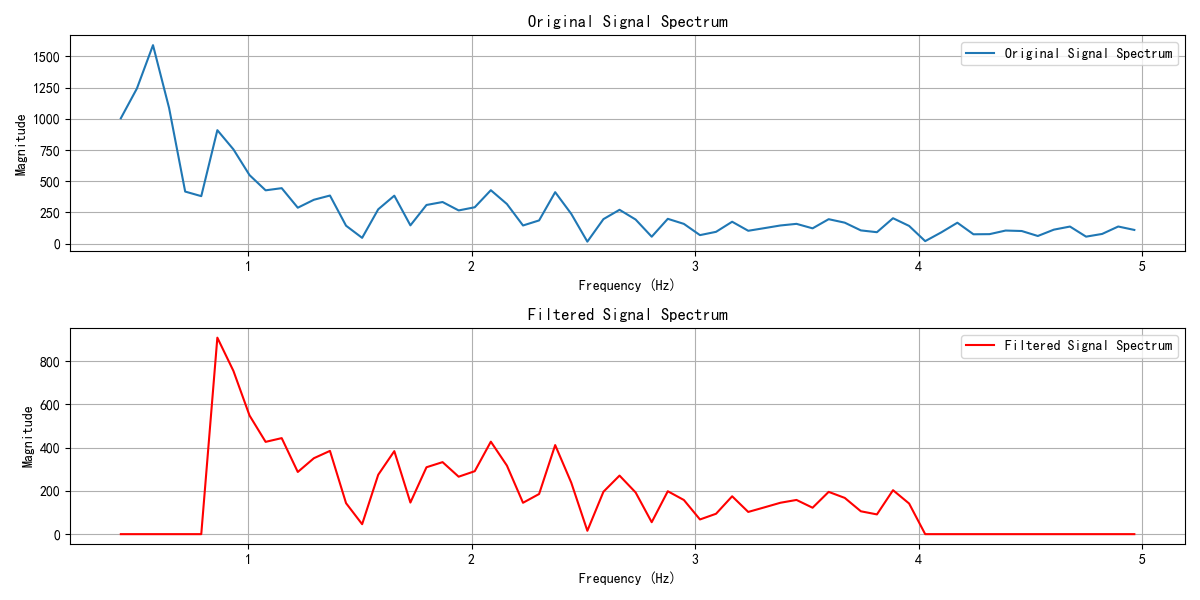 Original Signal Spectrum
Original Signal Spectrum
Magnitude
1500
1250
1000
750
500
250
0
1 2 3 4 5
Frequency (Hz)
Filtered Signal Spectrum
Filtered Signal Spectrum
Magnitude
800
600
400
200
0
1 2 3 4 5
Frequency (Hz)